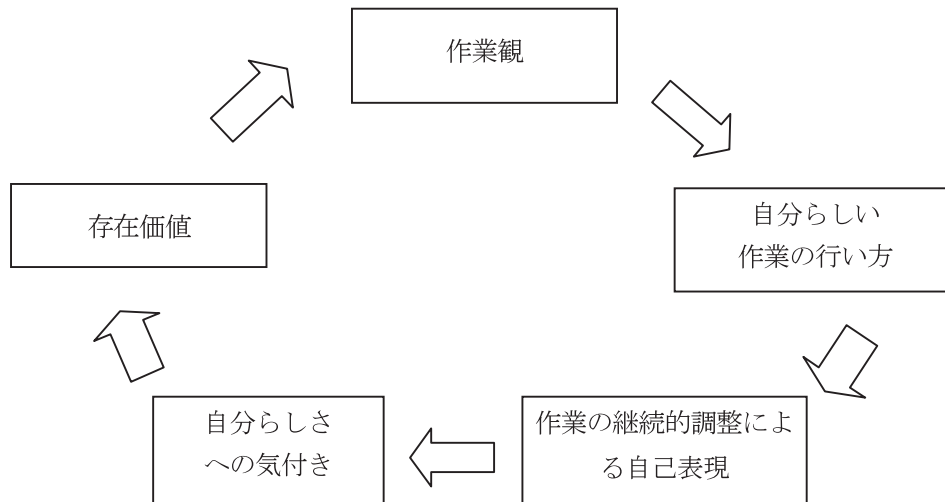 作業観
自分らしい
作業の行い方
作業の継続的調整によ
る自己表現
自分らしさ
への気付き
存在価値